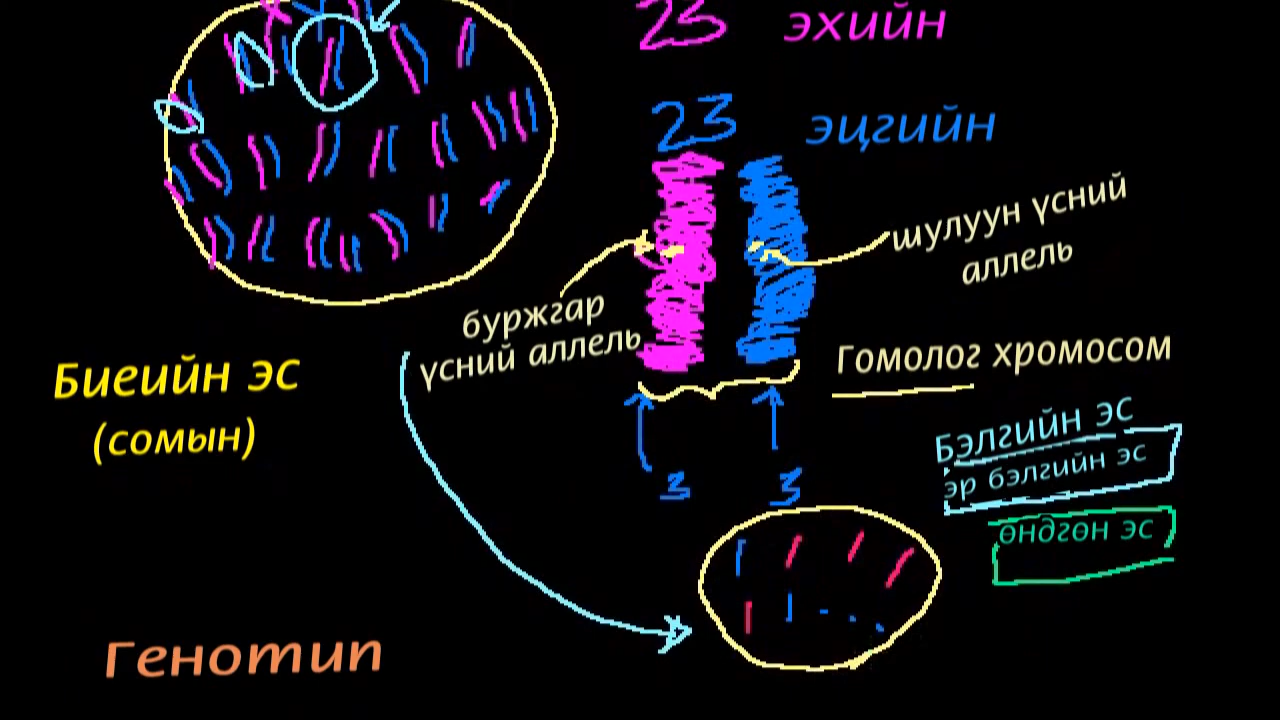 23 эхийн
23 эцгийн
шулуун үсний
аллель
буржгар
үсний аллель
Гомолог хромосом
Биеийн эс
(сомын)
Бэлгийн эс
эр бэлгийн эс
3 3
өндгөн эс
Генотип